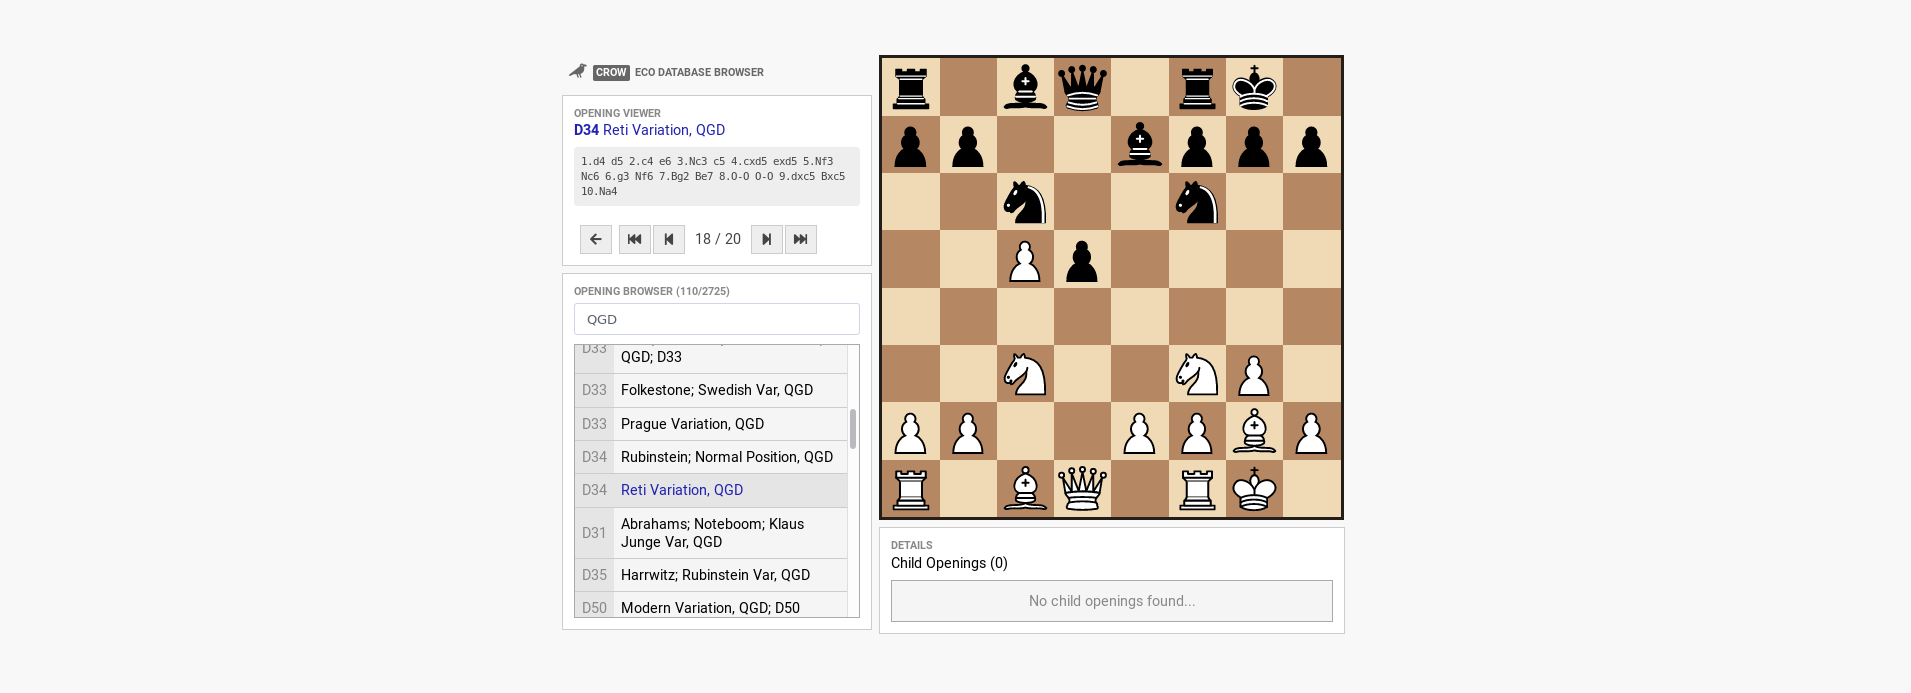 CROW ECO DATABASE BROWSER
OPENING VIEWER
D34 Reti Variation, QGD
1.d4 d5 2.c4 e6 3.Nc3 c5 4.cxd5 exd5 5.Nf3
Nc6 6.g3 Nf6 7.Bg2 Be7 8.O-O O-O 9.dxc5 Bxc5
10.Na4
18 / 20
OPENING BROWSER (110/2725)
QGD
D33
QGD; D33
D33 Folkestone; Swedish Var, QGD
D33 Prague Variation, QGD
D34 Rubinstein; Normal Position, QGD
D34 Reti Variation, QGD
D31 Abrahams; Noteboom; Klaus
Junge Var, QGD
D35 Harrwitz; Rubinstein Var, QGD
D50 Modern Variation, QGD; D50
DETAILS
Child Openings (0)
No child openings found...